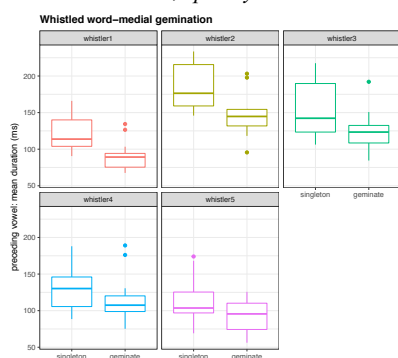 Whistled word−medial gemination
whistler1 whistler2 whistler3
preceding vowel: mean duration (ms)
200
150
100
50
singleton geminate
whistler4 whistler5
200
150
100
50
singleton geminate singleton geminate